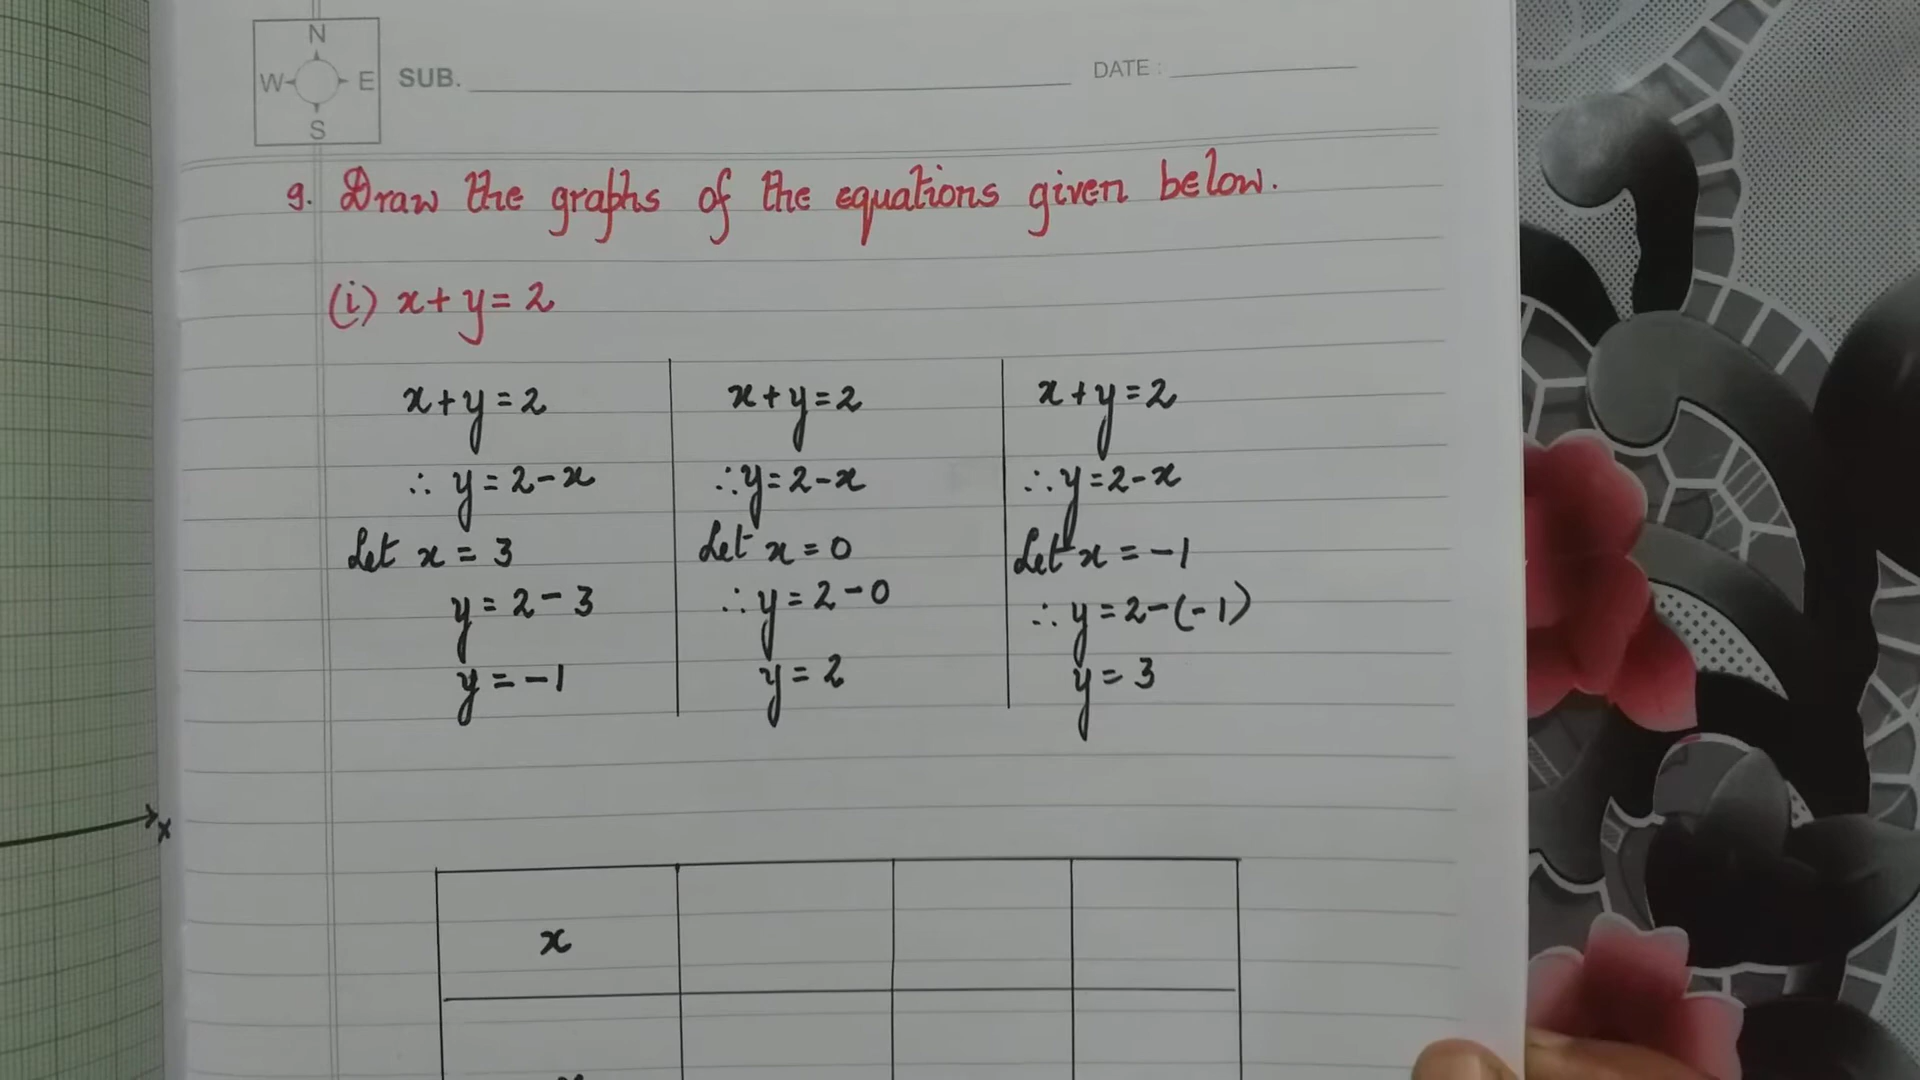 N
W E SUB. DATE :
S
9. Draw the graphs of the equations given below.
(i) x + y = 2
x + y = 2
∴ y = 2 - x
Let x = 3
y = 2 - 3
y = -1
x + y = 2
∴ y = 2 - x
Let x = 0
∴ y = 2 - 0
y = 2
x + y = 2
∴ y = 2 - x
Let x = -1
∴ y = 2 - (-1)
y = 3
X
x